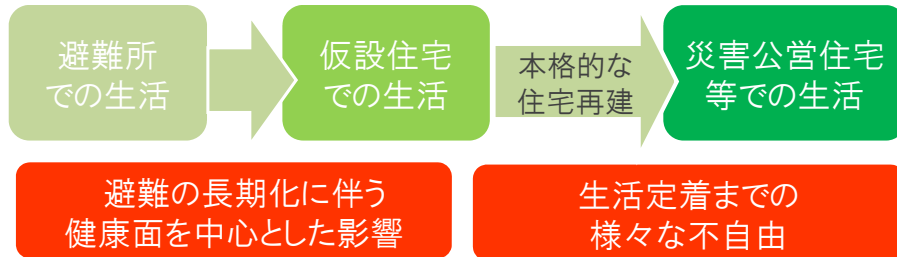 避難所
での生活
仮設住宅
での生活
本格的な
住宅再建
災害公営住宅
等での生活
避難の長期化に伴う
健康面を中心とした影響
生活定着までの
様々な不自由